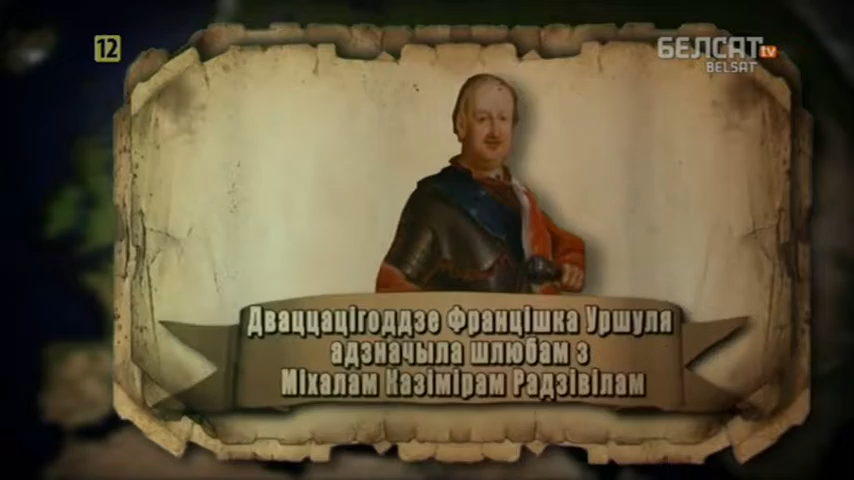 12
БЕЛСАТ tv
BELSAT
Дваццацігоддзе Францішка Уршуля
адзначыла шлюбам з
Міхалам Казімірам Радзівілам